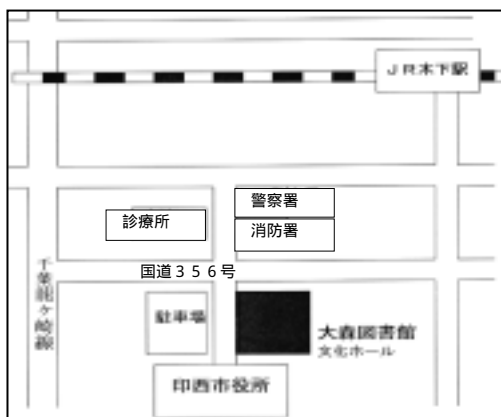 JR木下駅
警察署
診療所
消防署
国道356号
千葉龍ヶ崎線
駐車場
大森図書館
文化ホール
印西市役所